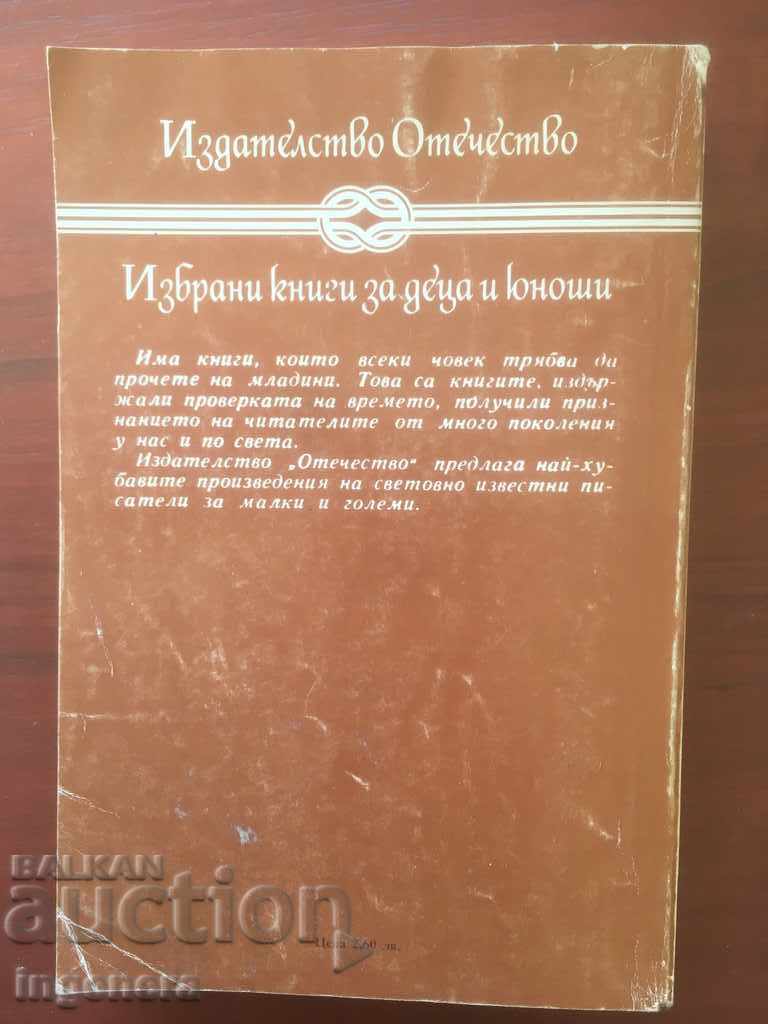 Издателство Отечество
Избрани книги за деца и юноши
Има книги, които всеки човек трябва да
прочете на младини. Това са книгите, издър-
жали проверката на времето, получили приз-
нанието на читателите от много поколения
у нас и по света.
Издателство „Отечество“ предлага най-ху-
бавите произведения на световно известни пи-
сатели за малки и големи.
BALKAN
auction
Цена 2,60 лв.
ingenera